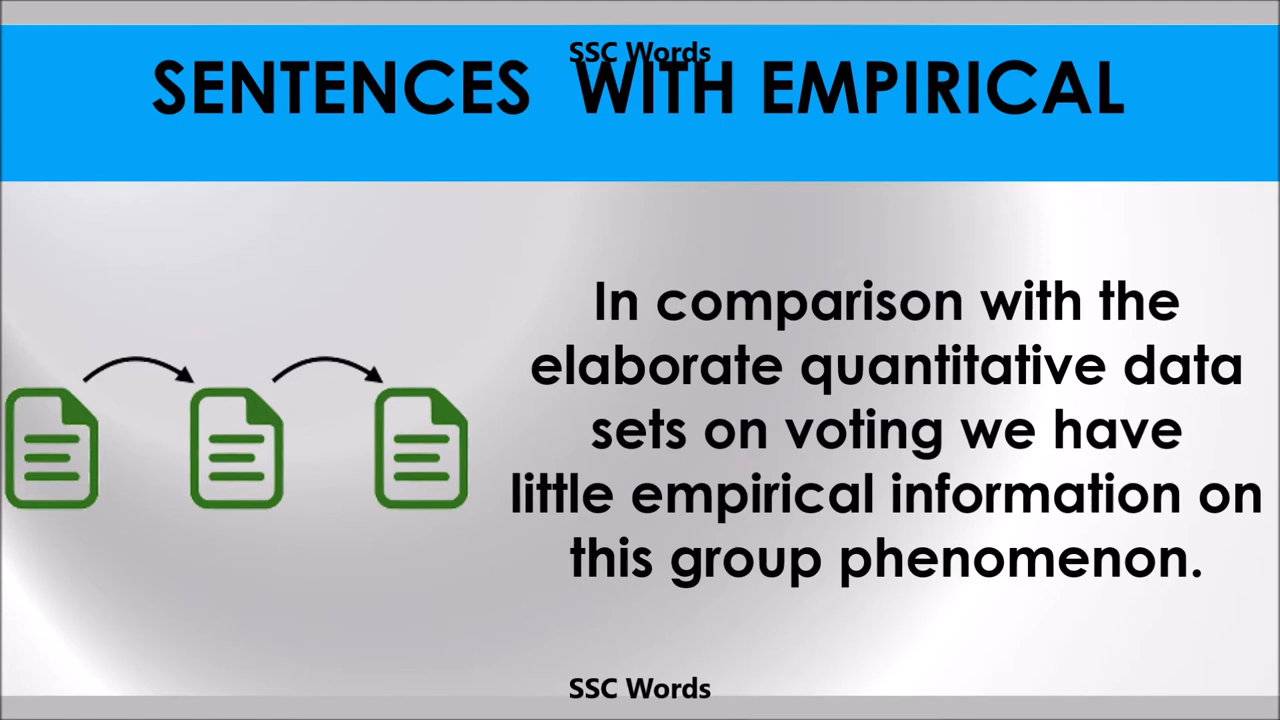 SSC Words
SENTENCES WITH EMPIRICAL
In comparison with the
elaborate quantitative data
sets on voting we have
little empirical information on
this group phenomenon.
SSC Words